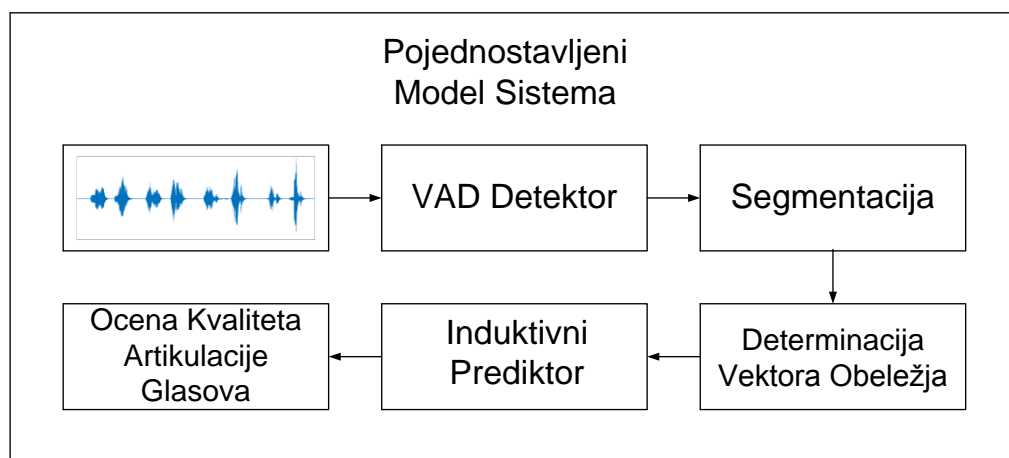 Pojednostavljeni
Model Sistema
VAD Detektor
Segmentacija
Determinacija
Vektora Obeležja
Induktivni
Prediktor
Ocena Kvaliteta
Artikulacije
Glasova